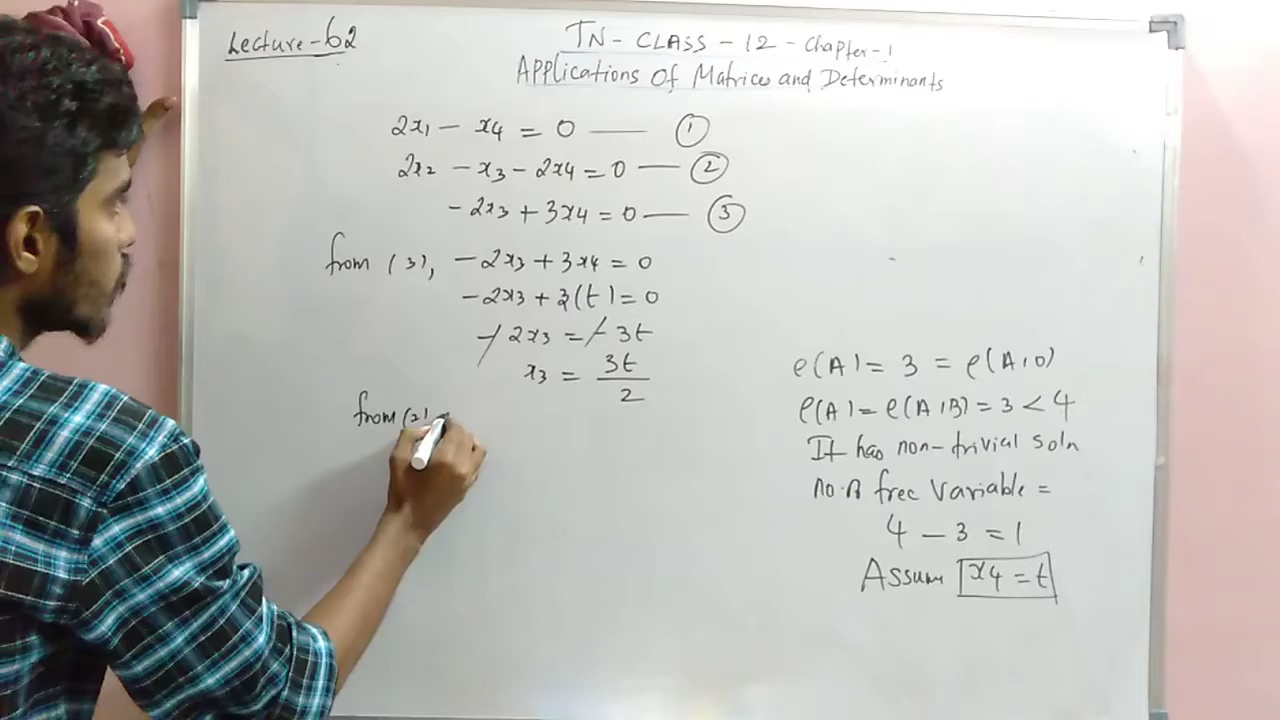 Lecture-62
TN-CLASS-12-Chapter-1
Applications Of Matrices and Determinants
2x1 - x4 = 0 —— ①
2x2 - x3 - 2x4 = 0 —— ②
- 2x3 + 3x4 = 0 —— ③
from (3), - 2x3 + 3x4 = 0
- 2x3 + 3(t) = 0
- 2x3 = - 3t
x3 = 3t/2
from (2)
ρ(A) = 3 = ρ(A,0)
ρ(A) = ρ(A|B) = 3 < 4
It has non-trivial soln
no.of free variable =
4 - 3 = 1
Assum x4 = t